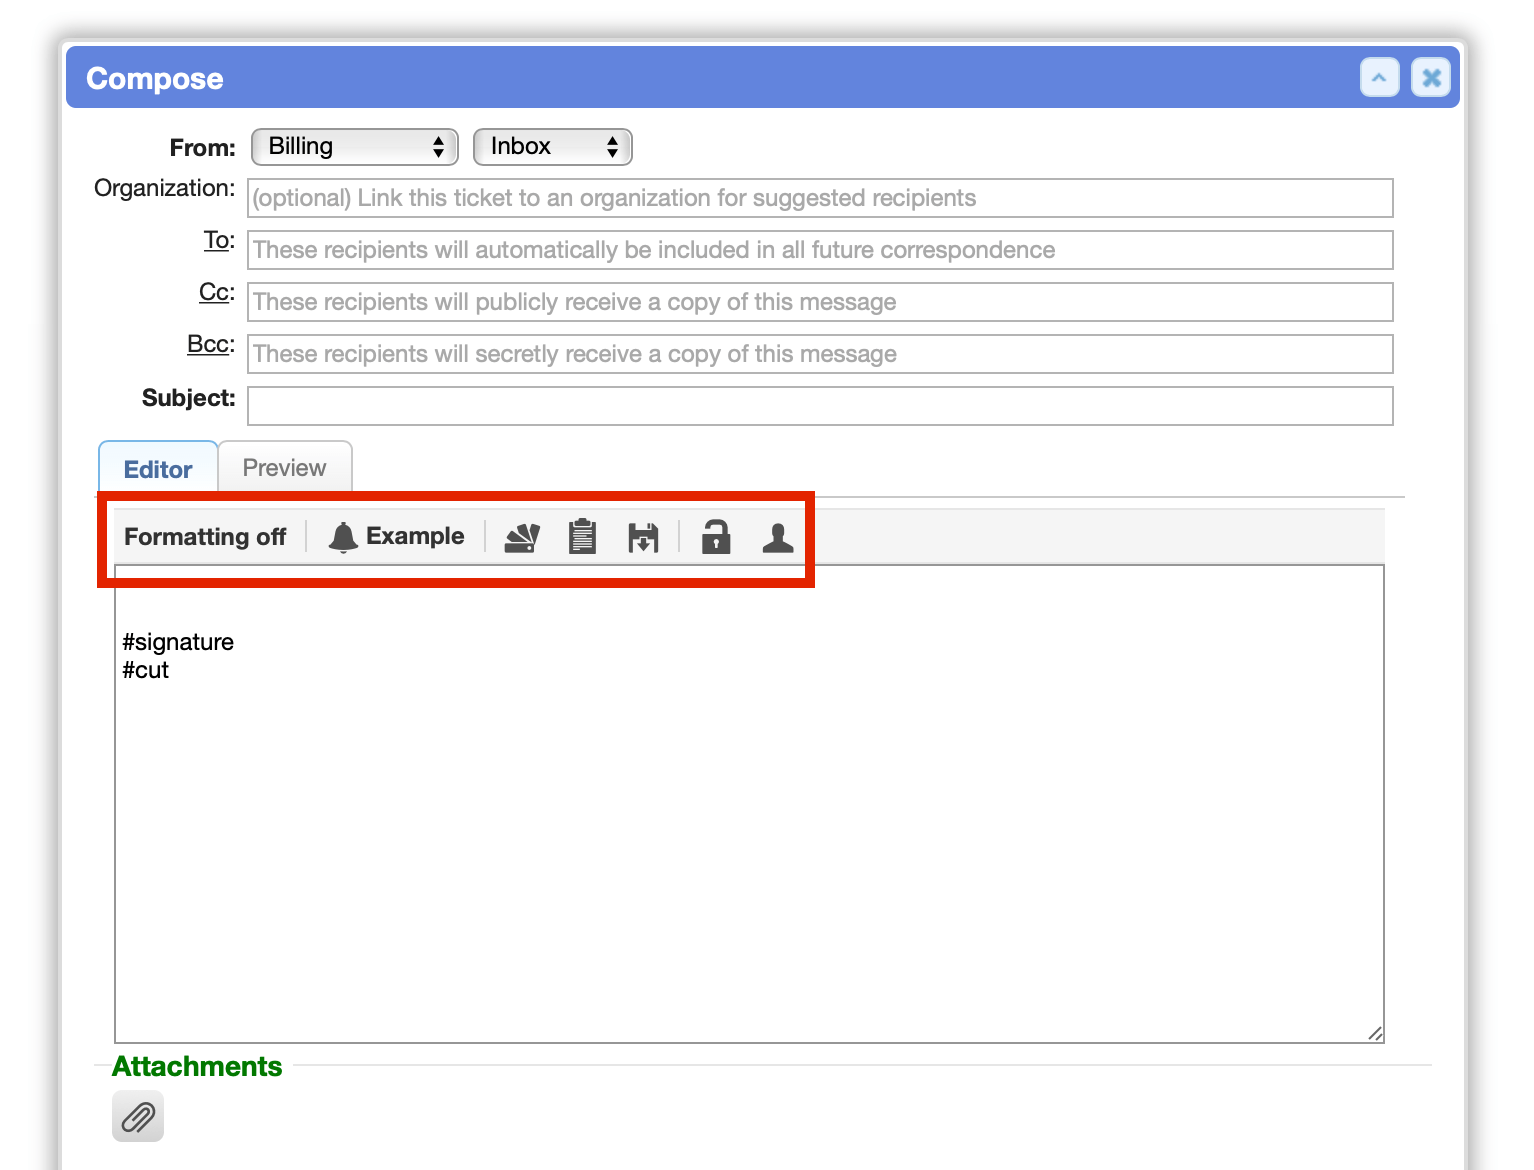 Compose
From: Billing Inbox
Organization: (optional) Link this ticket to an organization for suggested recipients
To: These recipients will automatically be included in all future correspondence
Cc: These recipients will publicly receive a copy of this message
Bcc: These recipients will secretly receive a copy of this message
Subject:
Editor Preview
Formatting off Example
#signature
#cut
Attachments